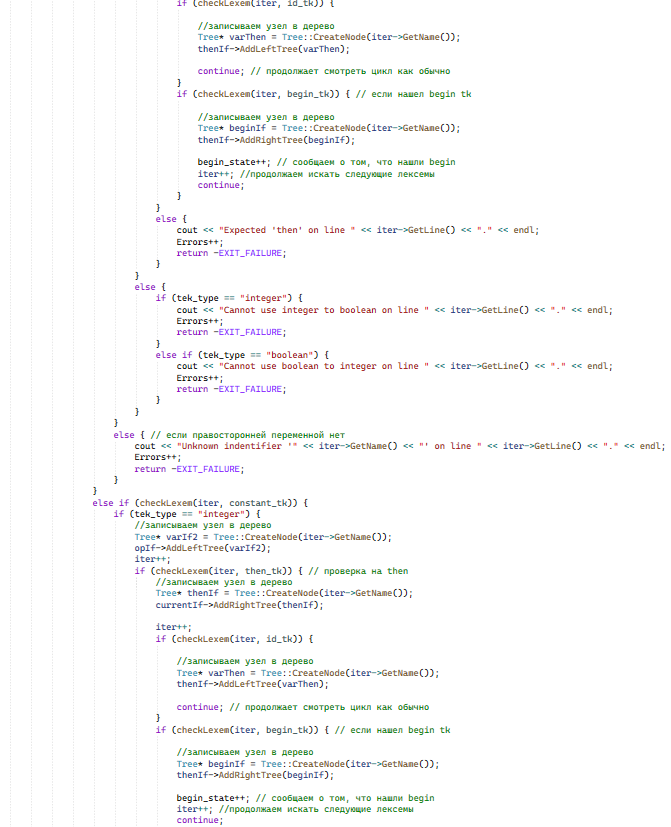 if (checkLexem(iter, id_tk)) {
//записываем узел в дерево
Tree* varThen = Tree::CreateNode(iter->GetName());
thenIf->AddLeftTree(varThen);
continue; // продолжает смотреть цикл как обычно
}
if (checkLexem(iter, begin_tk)) { // если нашел begin tk
//записываем узел в дерево
Tree* beginIf = Tree::CreateNode(iter->GetName());
thenIf->AddRightTree(beginIf);
begin_state++; // сообщаем о том, что нашли begin
iter++; //продолжаем искать следующие лексемы
continue;
}
}
else {
cout << "Expected 'then' on line " << iter->GetLine() << "." << endl;
Errors++;
return -EXIT_FAILURE;
}
}
else {
if (tek_type == "integer") {
cout << "Cannot use integer to boolean on line " << iter->GetLine() << "." << endl;
Errors++;
return -EXIT_FAILURE;
}
else if (tek_type == "boolean") {
cout << "Cannot use boolean to integer on line " << iter->GetLine() << "." << endl;
Errors++;
return -EXIT_FAILURE;
}
}
}
else { // если правосторонней переменной нет
cout << "Unknown indentifier '" << iter->GetName() << "' on line " << iter->GetLine() << "." << endl;
Errors++;
return -EXIT_FAILURE;
}
}
else if (checkLexem(iter, constant_tk)) {
if (tek_type == "integer") {
//записываем узел в дерево
Tree* varIf2 = Tree::CreateNode(iter->GetName());
opIf->AddLeftTree(varIf2);
iter++;
if (checkLexem(iter, then_tk)) { // проверка на then
//записываем узел в дерево
Tree* thenIf = Tree::CreateNode(iter->GetName());
currentIf->AddRightTree(thenIf);
iter++;
if (checkLexem(iter, id_tk)) {
//записываем узел в дерево
Tree* varThen = Tree::CreateNode(iter->GetName());
thenIf->AddLeftTree(varThen);
continue; // продолжает смотреть цикл как обычно
}
if (checkLexem(iter, begin_tk)) { // если нашел begin tk
//записываем узел в дерево
Tree* beginIf = Tree::CreateNode(iter->GetName());
thenIf->AddRightTree(beginIf);
begin_state++; // сообщаем о том, что нашли begin
iter++; //продолжаем искать следующие лексемы
continue;